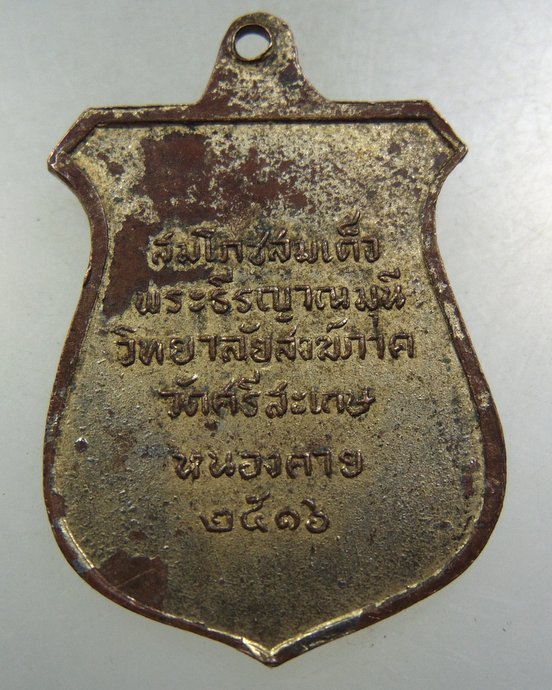 สมโภชสมเด็จ
พระธีรญาณมุนี
วิทยาลัยสงฆ์ภาค
วัดศรีสะเกษ
หนองคาย
๒๕๑๖